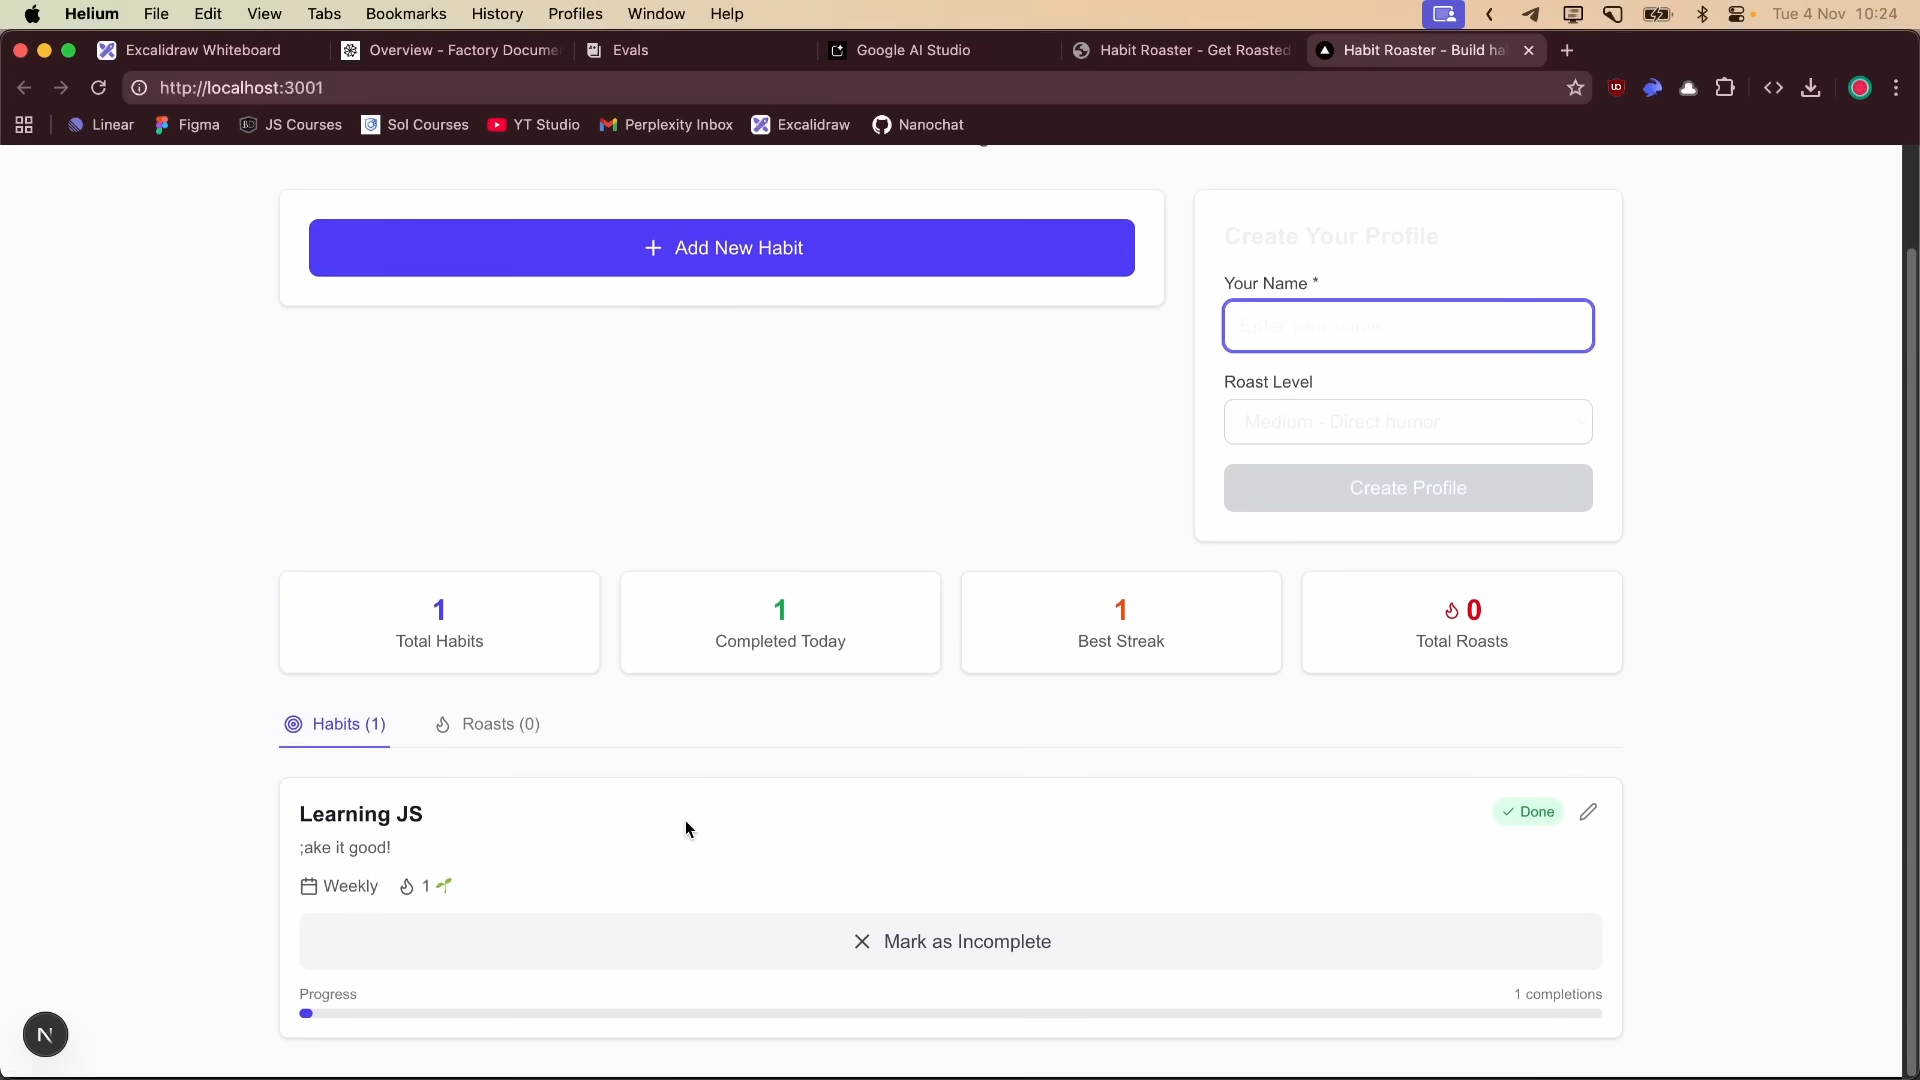 Helium File Edit View Tabs Bookmarks History Profiles Window Help Tue 4 Nov 10:24
Excalidraw Whiteboard Overview - Factory Docume Evals Google AI Studio Habit Roaster - Get Roasted Habit Roaster - Build ha
http://localhost:3001
Linear Figma JS Courses Sol Courses YT Studio Perplexity Inbox Excalidraw Nanochat
Add New Habit
Create Your Profile
Your Name *
Enter your name
Roast Level
Medium - Direct humor
Create Profile
1
Total Habits
1
Completed Today
1
Best Streak
0
Total Roasts
Habits (1) Roasts (0)
Learning JS
Done
;ake it good!
Weekly 1
Mark as Incomplete
Progress 1 completions
N